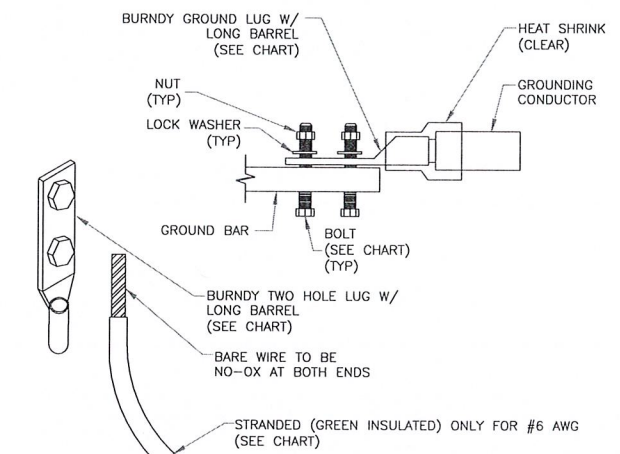 BURNDY GROUND LUG W/
LONG BARREL
(SEE CHART)
HEAT SHRINK
(CLEAR)
NUT
(TYP)
GROUNDING
CONDUCTOR
LOCK WASHER
(TYP)
GROUND BAR
BOLT
(SEE CHART)
(TYP)
BURNDY TWO HOLE LUG W/
LONG BARREL
(SEE CHART)
BARE WIRE TO BE
NO-OX AT BOTH ENDS
STRANDED (GREEN INSULATED) ONLY FOR #6 AWG
(SEE CHART)